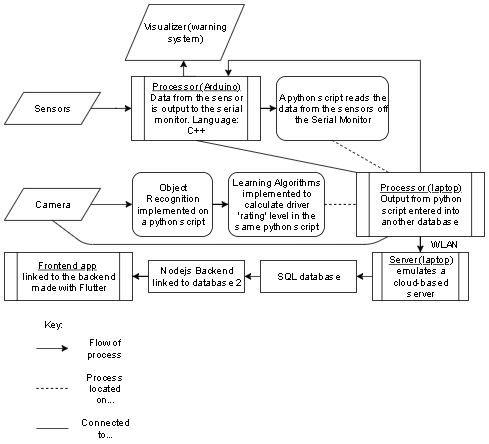 Visualizer (warning
system)
Processor (Arduino)
Data from the sensor
is output to the serial
monitor. Language:
C++
A python script reads the
data from the sensors off
the Serial Monitor
Sensors
Camera
Object
Recognition
implemented on
a python script
Learning Algorithms
implemented to
calculate driver
'rating' level in the
same python script
Processor (laptop)
Output from python
script entered into
another database
WLAN
Frontend app
linked to the backend
made with Flutter
Nodejs Backend
linked to database 2
SQL database
Server (laptop)
emulates a
cloud-based
server
Key:
Flow of
process
Process
located
on...
Connected
to...